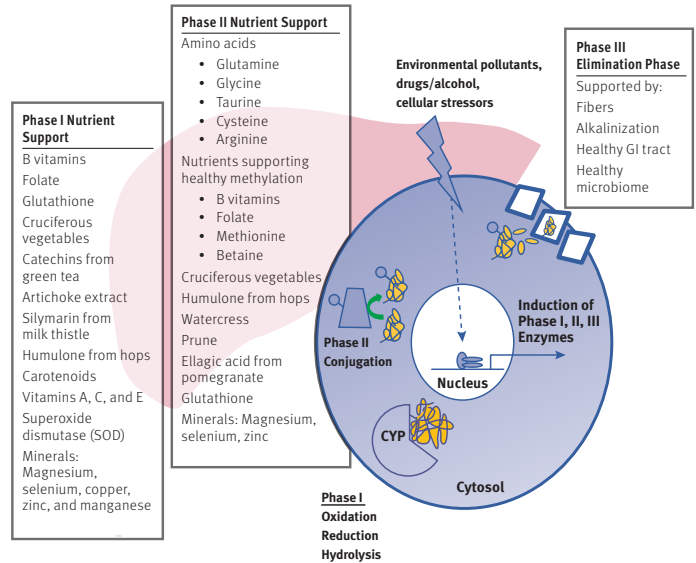 Phase I Nutrient
Support
B vitamins
Folate
Glutathione
Cruciferous
vegetables
Catechins from
green tea
Artichoke extract
Silymarin from
milk thistle
Humulone from hops
Carotenoids
Vitamins A, C, and E
Superoxide
dismutase (SOD)
Minerals:
Magnesium,
selenium, copper,
zinc, and manganese
Phase II Nutrient Support
Amino acids
• Glutamine
• Glycine
• Taurine
• Cysteine
• Arginine
Nutrients supporting
healthy methylation
• B vitamins
• Folate
• Methionine
• Betaine
Cruciferous vegetables
Humulone from hops
Watercress
Prune
Ellagic acid from
pomegranate
Glutathione
Minerals: Magnesium,
selenium, zinc
Environmental pollutants,
drugs/alcohol,
cellular stressors
Phase III
Elimination Phase
Supported by:
Fibers
Alkalinization
Healthy GI tract
Healthy
microbiome
Phase II
Conjugation
Induction of
Phase I, II, III
Enzymes
Nucleus
CYP
Cytosol
Phase I
Oxidation
Reduction
Hydrolysis